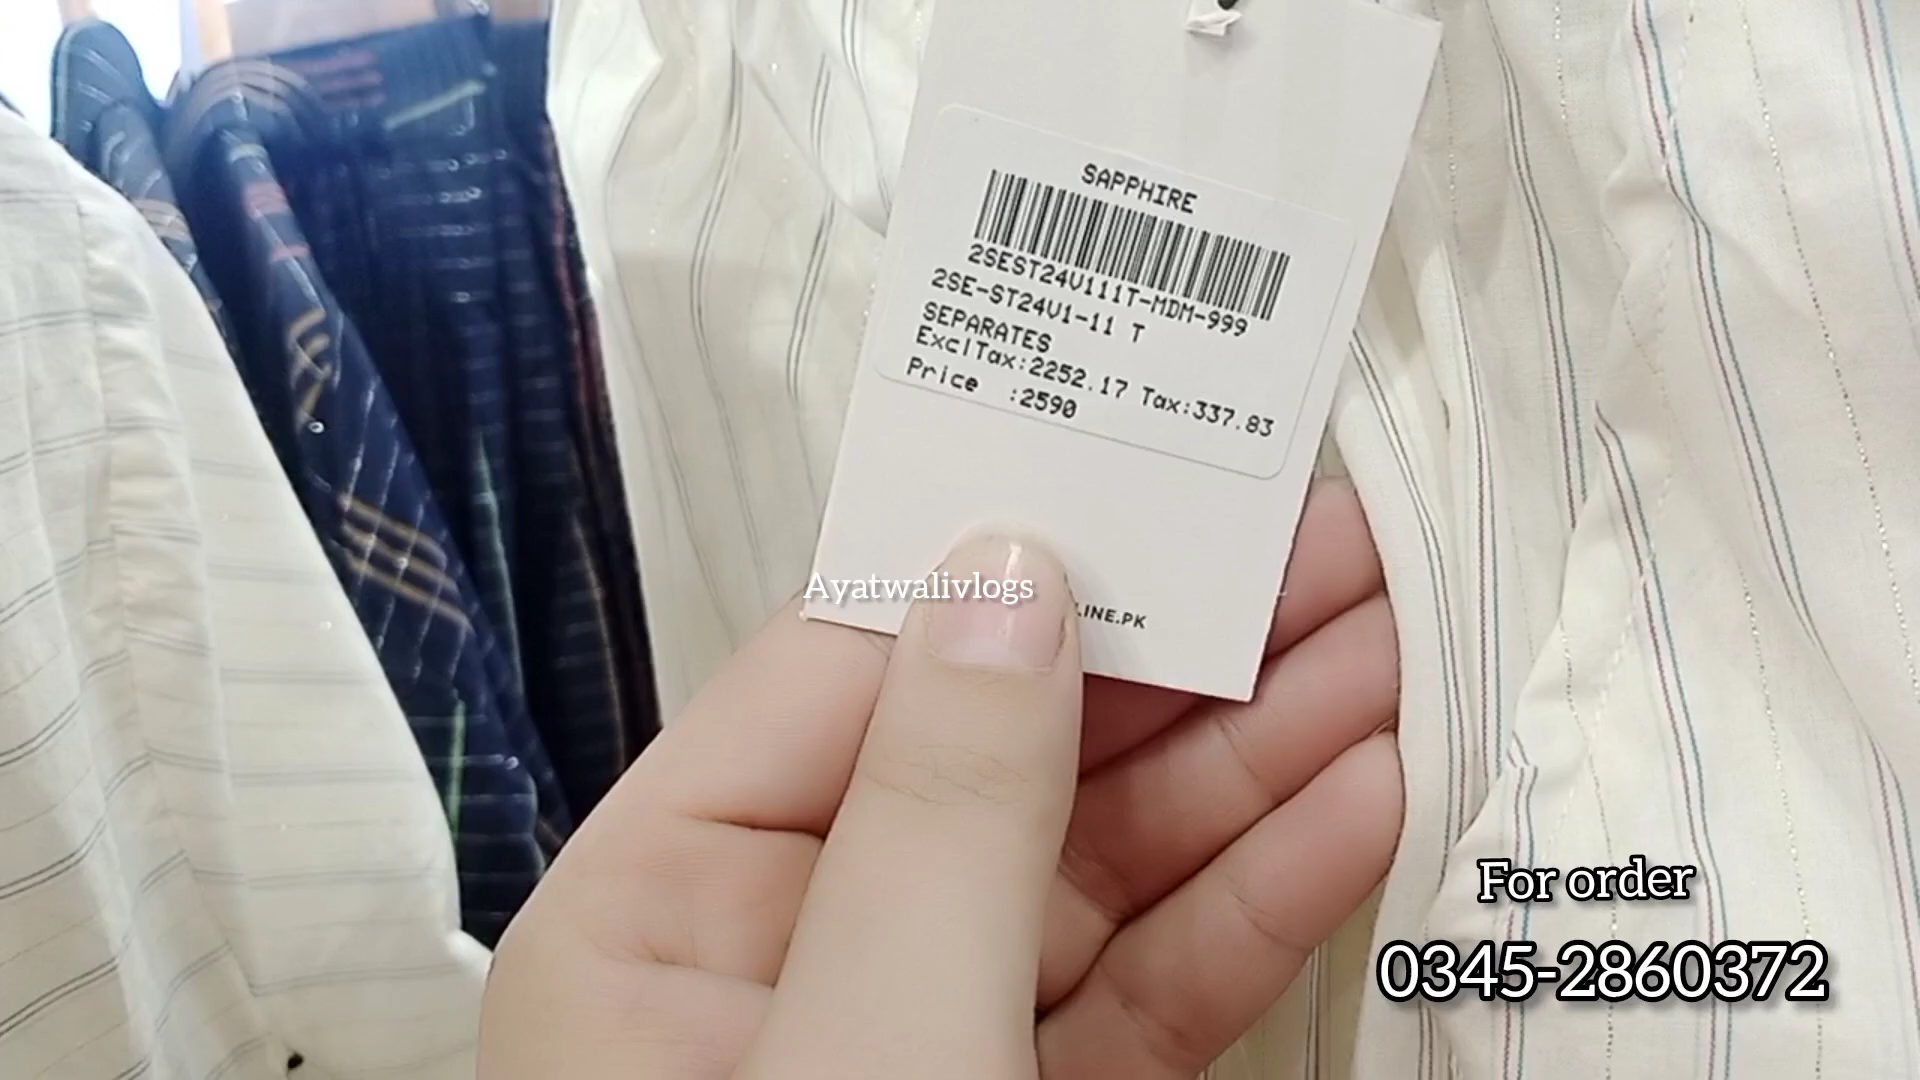 SAPPHIRE
2SEST24V111T-MDM-999
2SE-ST24V1-11 T
SEPARATES
ExclTax:2252.17 Tax:337.83
Price :2590
Ayatwalivlogs
LINE.PK
For order
0345-2860372